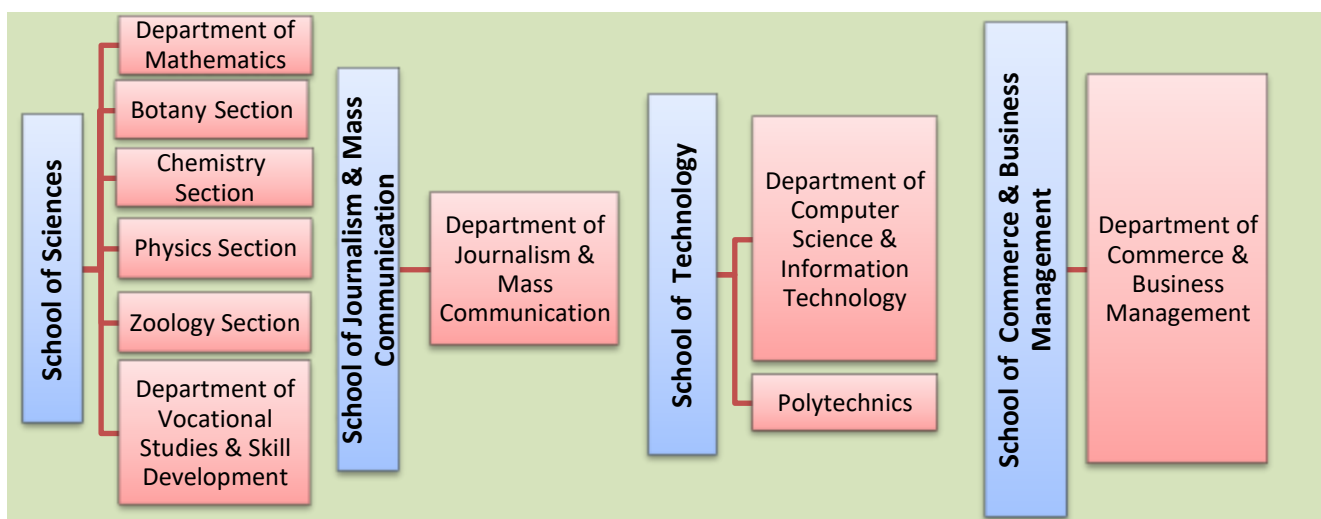 School of Sciences
Department of
Mathematics
Botany Section
Chemistry
Section
Physics Section
Zoology Section
Department of
Vocational
Studies & Skill
Development
School of Journalism & Mass
Communication
Department of
Journalism &
Mass
Communication
School of Technology
Department of
Computer
Science &
Information
Technology
Polytechnics
School of Commerce & Business
Management
Department of
Commerce &
Business
Management